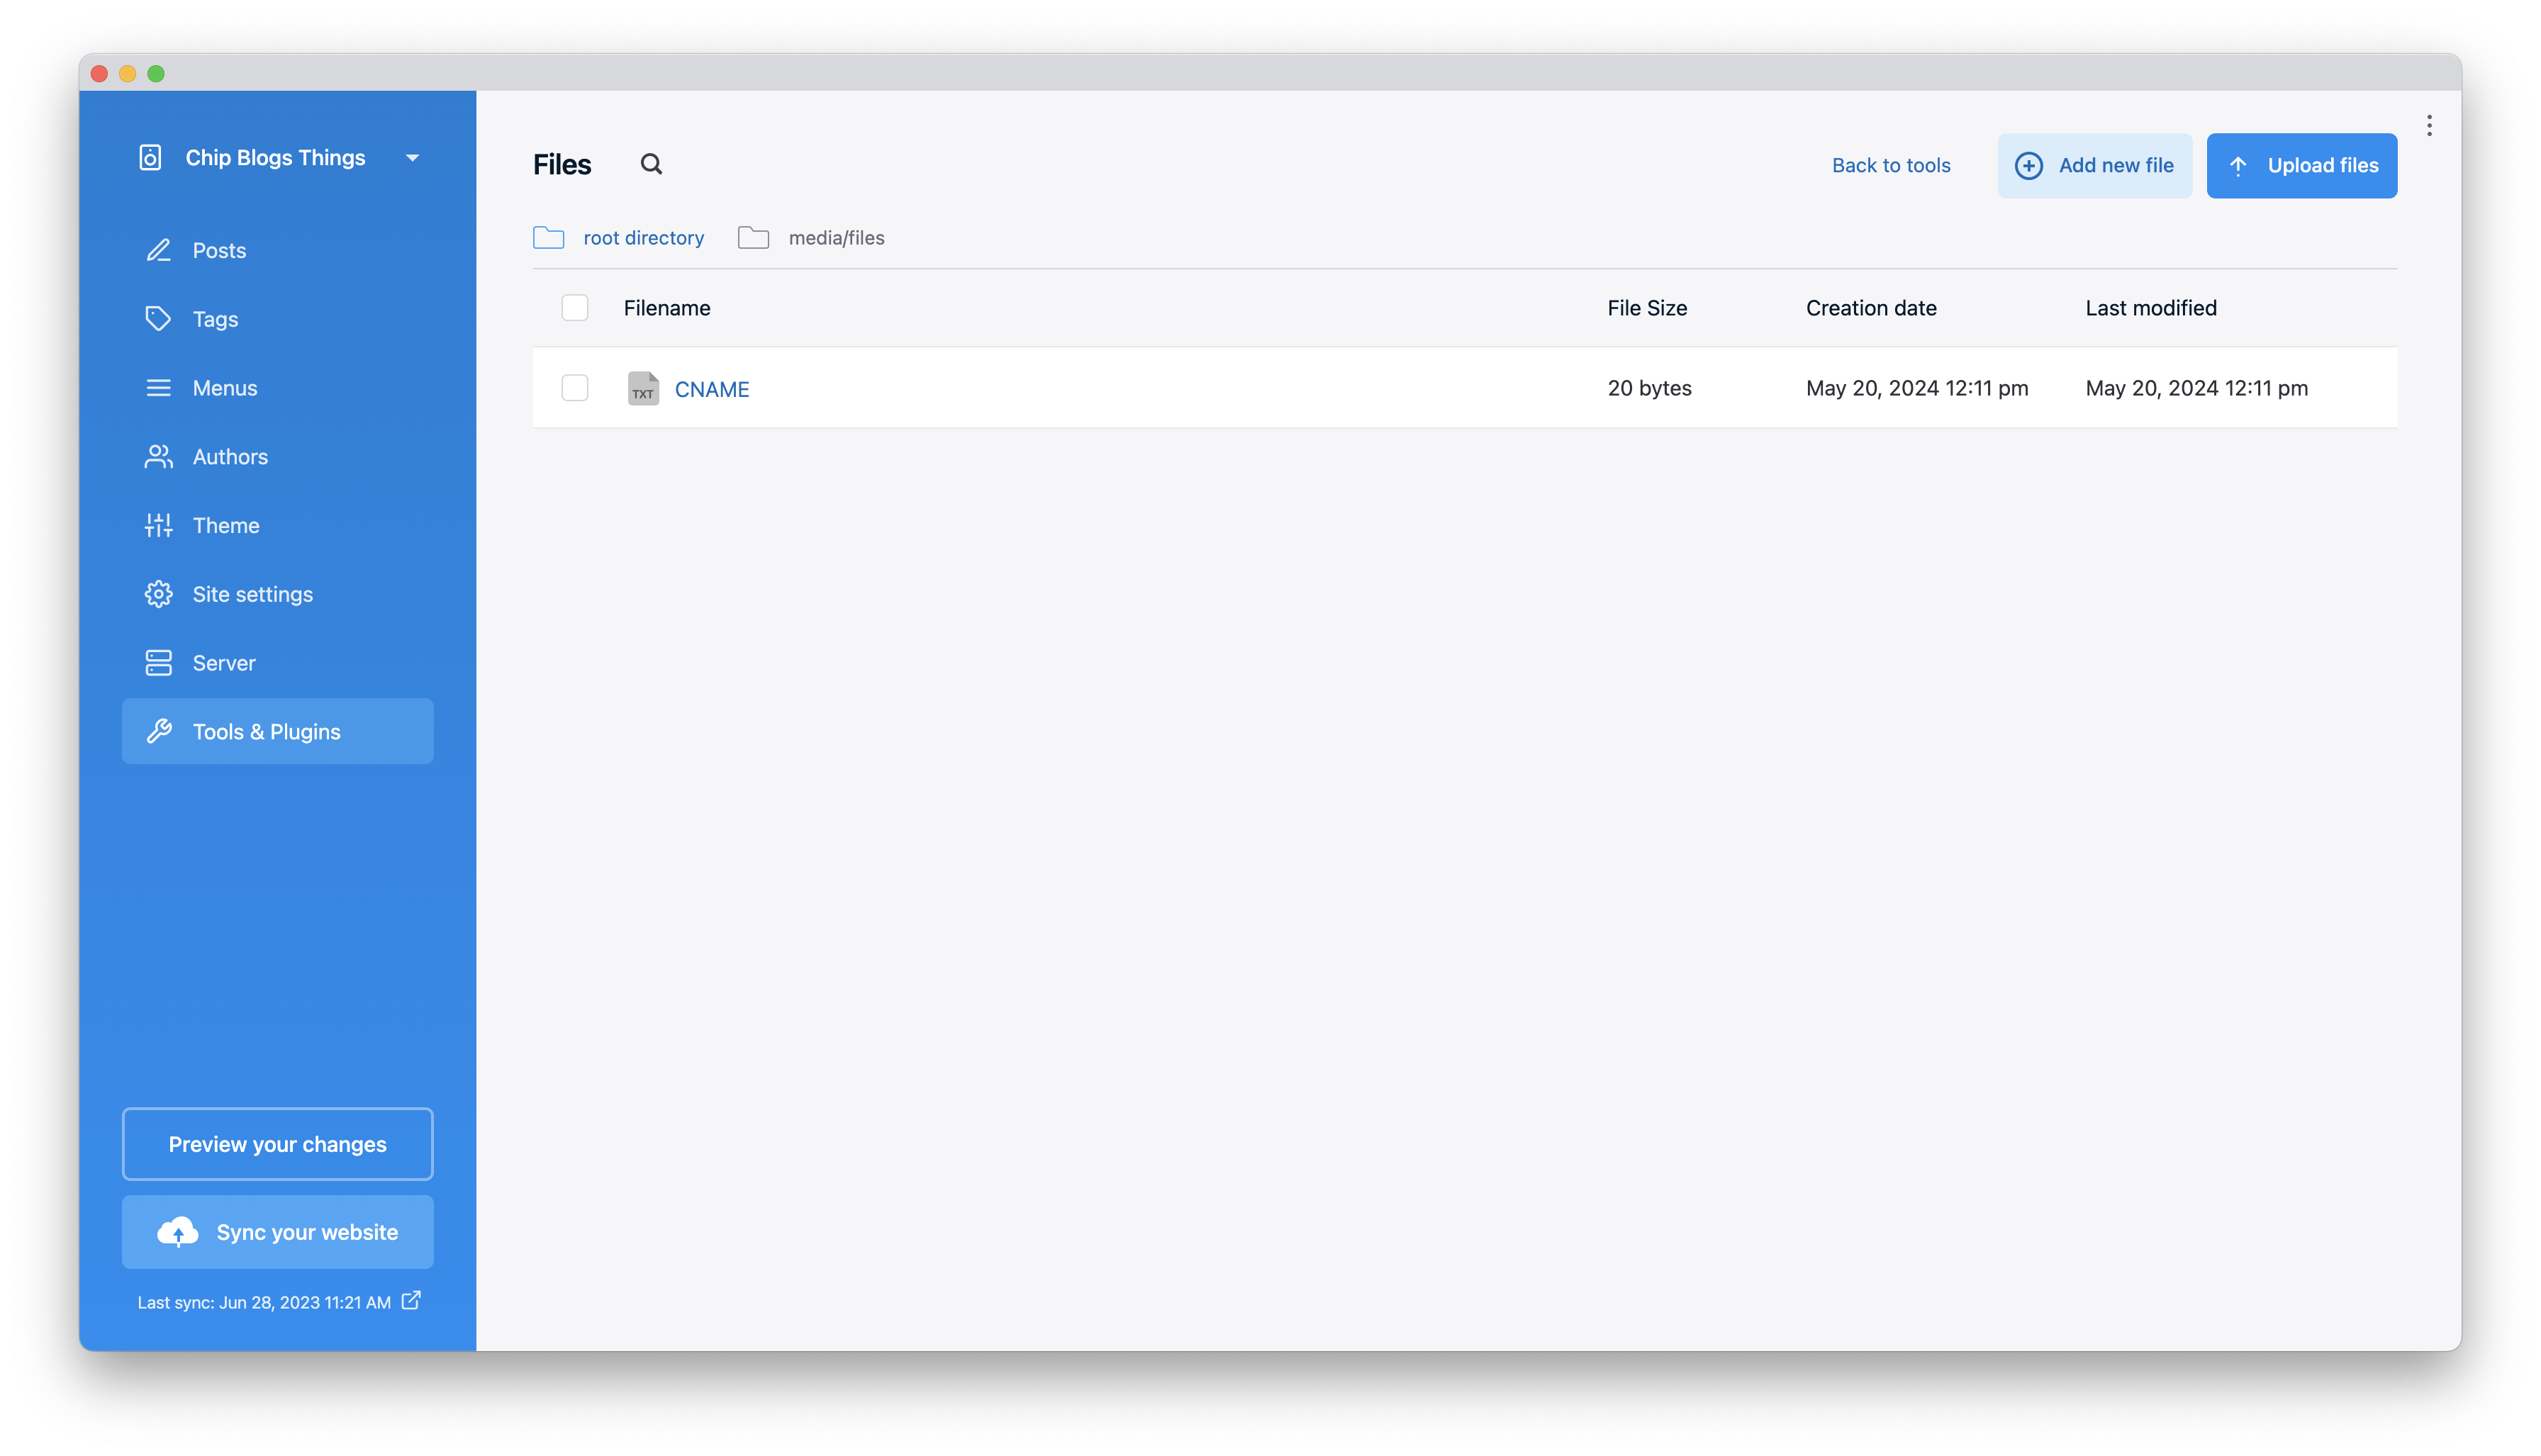 Chip Blogs Things
Posts
Tags
Menus
Authors
Theme
Site settings
Server
Tools & Plugins
Preview your changes
Sync your website
Last sync: Jun 28, 2023 11:21 AM
Files
Back to tools
Add new file
Upload files
root directory
media/files
Filename File Size Creation date Last modified
TXT CNAME 20 bytes May 20, 2024 12:11 pm May 20, 2024 12:11 pm